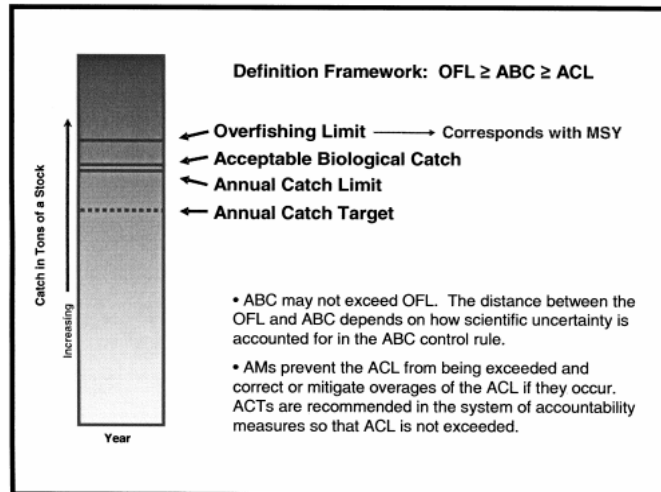 Definition Framework: OFL ≥ ABC ≥ ACL
Overfishing Limit
Corresponds with MSY
Acceptable Biological Catch
Annual Catch Limit
Annual Catch Target
Catch in Tons of a Stock
Increasing
Year
• ABC may not exceed OFL. The distance between the
OFL and ABC depends on how scientific uncertainty is
accounted for in the ABC control rule.
• AMs prevent the ACL from being exceeded and
correct or mitigate overages of the ACL if they occur.
ACTs are recommended in the system of accountability
measures so that ACL is not exceeded.